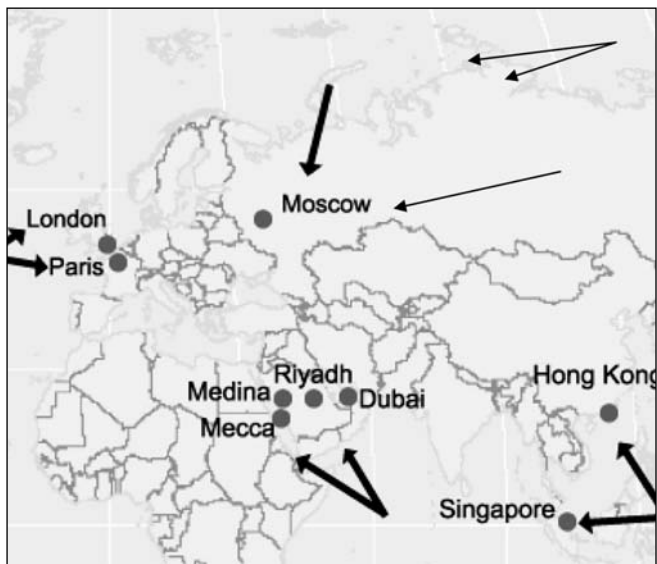 Moscow
London
Paris
Medina
Riyadh
Dubai
Mecca
Hong Kong
Singapore